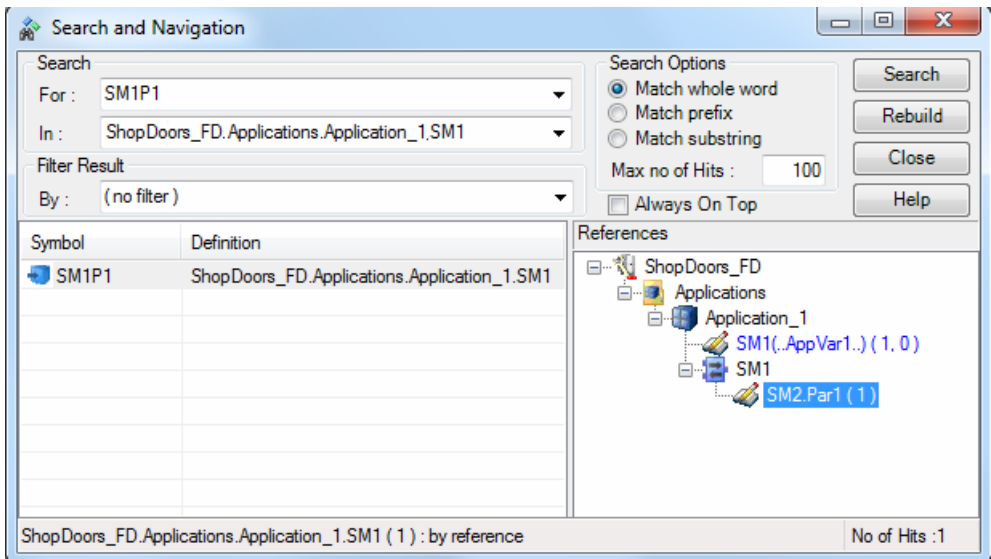 Search and Navigation
Search
For :
SM1P1
In :
ShopDoors_FD.Applications.Application_1.SM1
Filter Result
By :
( no filter )
Search Options
Match whole word
Match prefix
Match substring
Max no of Hits :
100
Always On Top
Search
Rebuild
Close
Help
Symbol
Definition
SM1P1
ShopDoors_FD.Applications.Application_1.SM1
References
ShopDoors_FD
Applications
Application_1
SM1(..AppVar1..) ( 1, 0 )
SM1
SM2.Par1 ( 1 )
ShopDoors_FD.Applications.Application_1.SM1 ( 1 ) : by reference
No of Hits :1